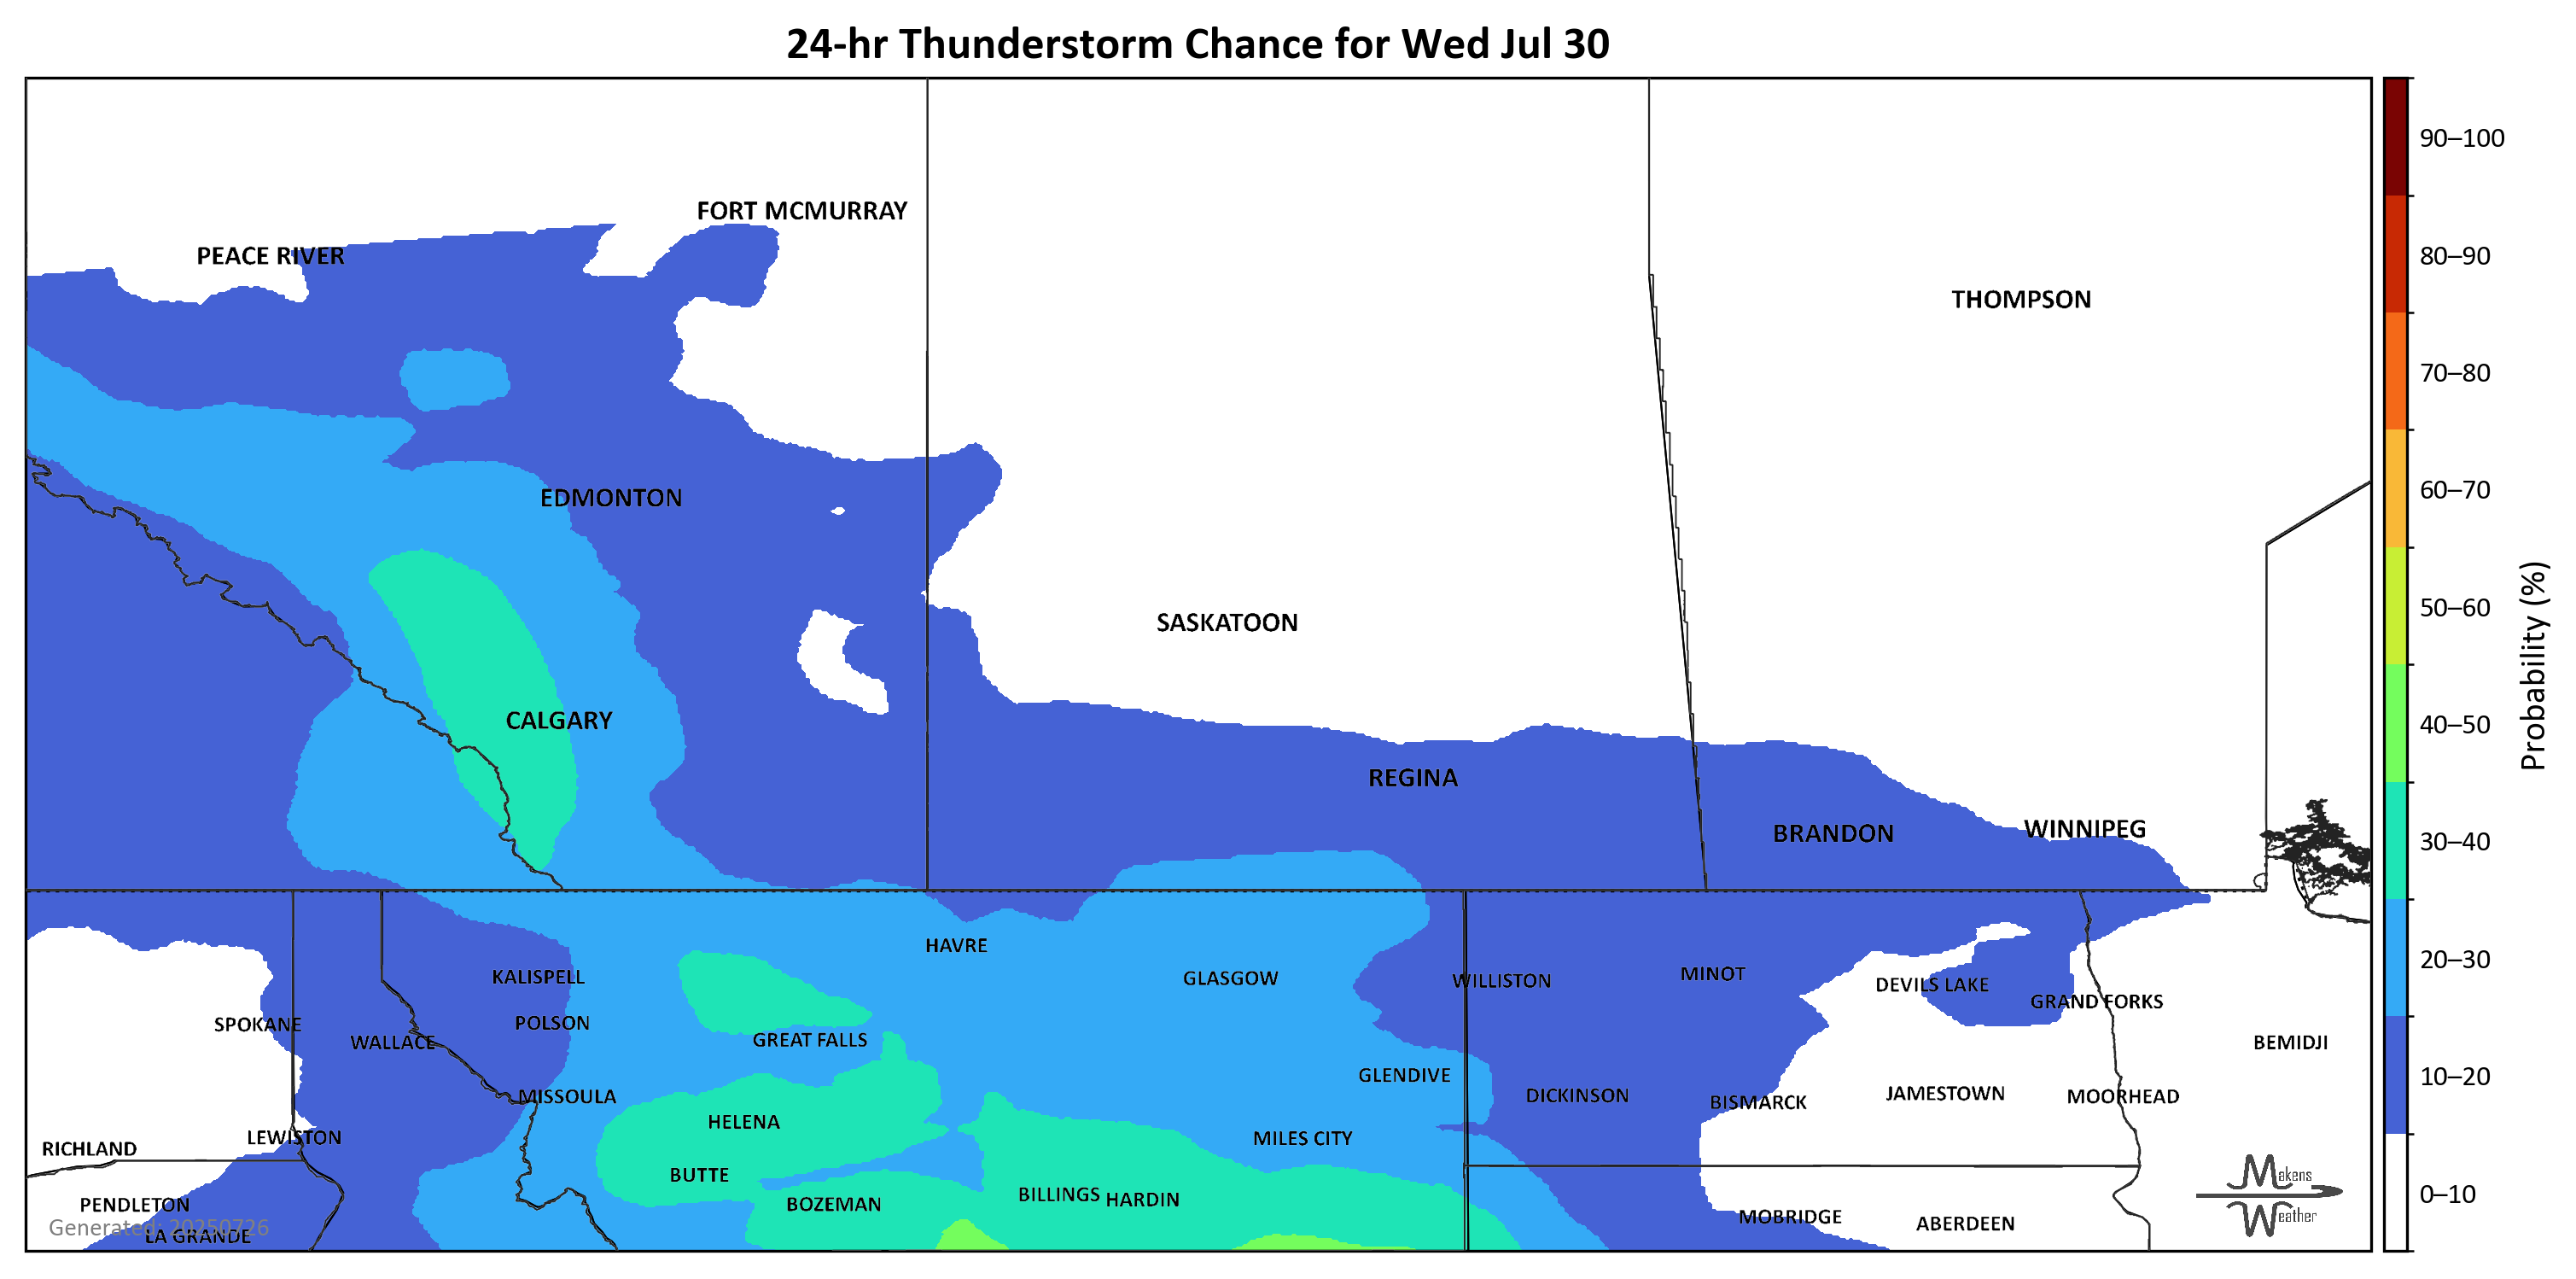 24-hr Thunderstorm Chance for Wed Jul 30
FORT MCMURRAY
PEACE RIVER
THOMPSON
EDMONTON
SASKATOON
CALGARY
REGINA
BRANDON
WINNIPEG
HAVRE
KALISPELL
GLASGOW
WILLISTON
MINOT
DEVILS LAKE
GRAND FORKS
SPOKANE
POLSON
WALLACE
GREAT FALLS
BEMIDJI
GLENDIVE
MISSOULA
DICKINSON
BISMARCK
JAMESTOWN
MOORHEAD
HELENA
LEWISTON
MILES CITY
RICHLAND
BUTTE
BOZEMAN
BILLINGS
HARDIN
PENDLETON
MOBRIDGE
ABERDEEN
LA GRANDE
Generated: 20250726
Makens
Weather
90–100
80–90
70–80
60–70
50–60
40–50
30–40
20–30
10–20
0–10
Probability (%)